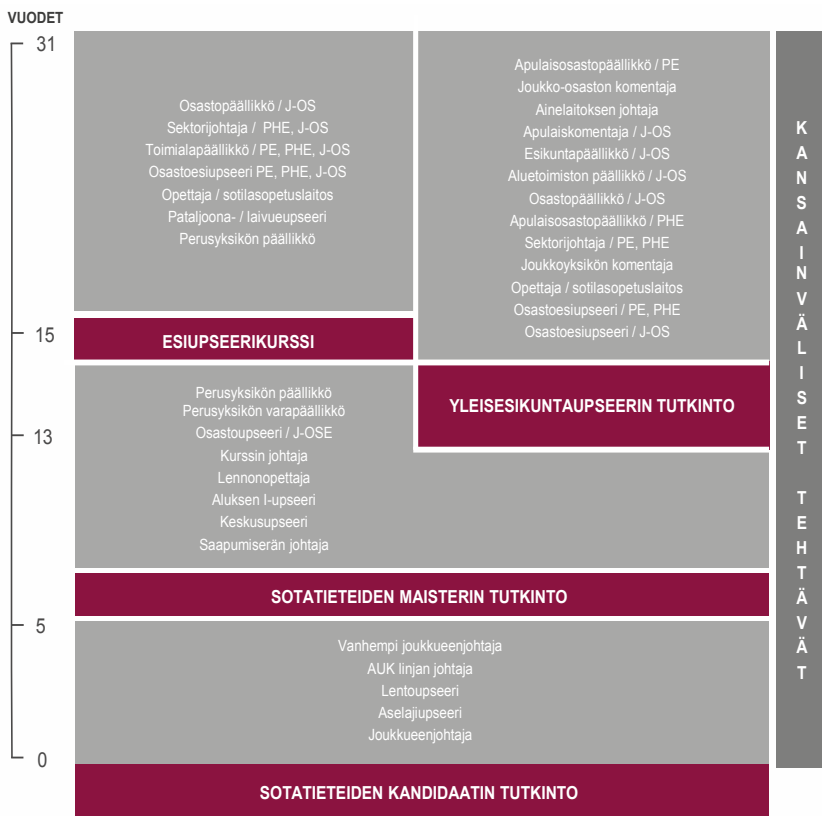 VUODET
31
Osastopäällikkö / J-OS
Sektorijohtaja / PHE, J-OS
Toimialapäällikkö / PE, PHE, J-OS
Osastoesiupseeri PE, PHE, J-OS
Opettaja / sotilasopetuslaitos
Pataljoona- / laivueupseeri
Perusyksikön päällikkö
Apulaisosastopäällikkö / PE
Joukko-osaston komentaja
Ainelaitoksen johtaja
Apulaiskomentaja / J-OS
Esikuntapäällikkö / J-OS
Aluetoimiston päällikkö / J-OS
Osastopäällikkö / J-OS
Apulaisosastopäällikkö / PHE
Sektorijohtaja / PE, PHE
Joukkoyksikön komentaja
Opettaja / sotilasopetuslaitos
Osastoesiupseeri / PE, PHE
Osastoesiupseeri / J-OS
15
ESIUPSEERIKURSSI
YLEISESIKUNTAUPSEERIN TUTKINTO
13
Perusyksikön päällikkö
Perusyksikön varapäällikkö
Osastoupseeri / J-OSE
Kurssin johtaja
Lennonopettaja
Aluksen I-upseeri
Keskusupseeri
Saapumiserän johtaja
SOTATIETEIDEN MAISTERIN TUTKINTO
5
Vanhempi joukkueenjohtaja
AUK linjan johtaja
Lentoupseeri
Aselajiupseeri
Joukkueenjohtaja
0
SOTATIETEIDEN KANDIDAATIN TUTKINTO
KANSAINVÄLISET TEHTÄVÄT